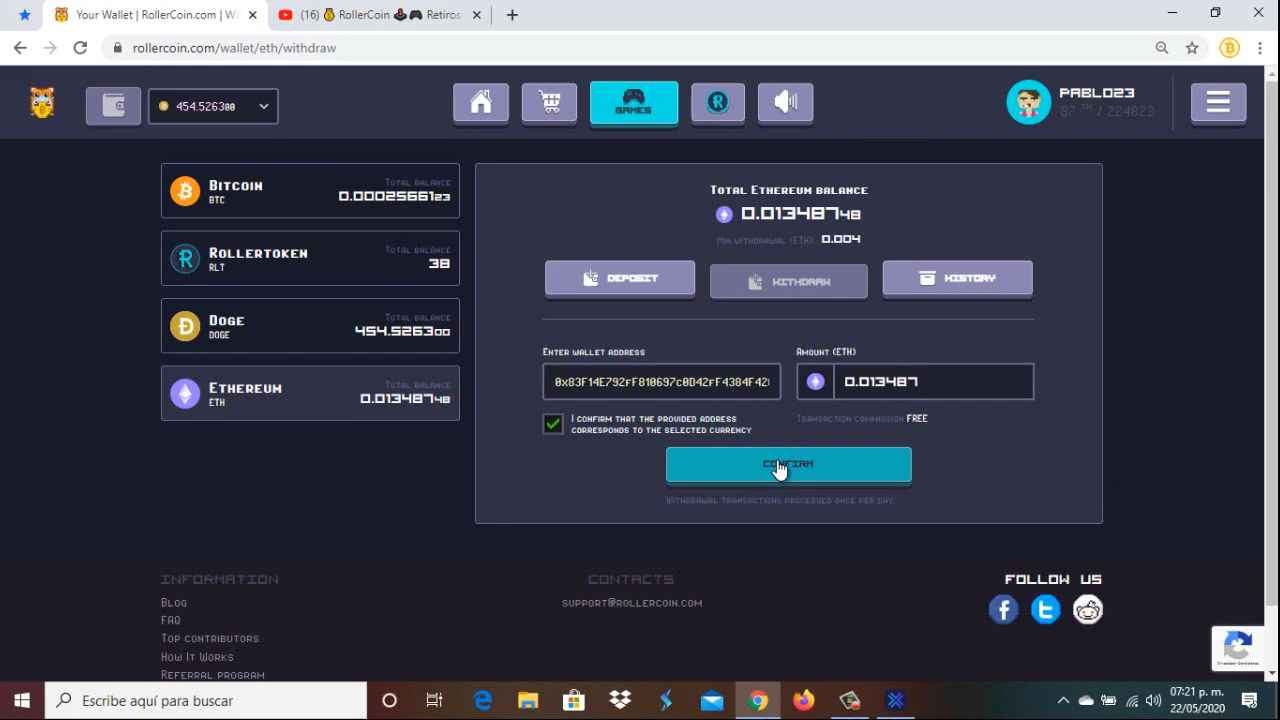 Your Wallet | RollerCoin.com | Wi
(16) 💰 RollerCoin 🕹️🎮 Retiros
rollercoin.com/wallet/eth/withdraw
454.526300
GAMES
PABLO23
87 TH / 224823
BITCOIN
BTC
TOTAL BALANCE
0.0002566123
ROLLERTOKEN
RLT
TOTAL BALANCE
38
DOGE
DOGE
TOTAL BALANCE
454.526300
ETHEREUM
ETH
TOTAL BALANCE
0.01348748
TOTAL ETHEREUM BALANCE
0.01348748
MIN WITHDRAWAL (ETH): 0.004
DEPOSIT
WITHDRAW
HISTORY
ENTER WALLET ADDRESS
AMOUNT (ETH)
0x83F14E792FF810697C0D42FF4384F42
0.013487
I CONFIRM THAT THE PROVIDED ADDRESS
CORRESPONDS TO THE SELECTED CURRENCY
TRANSACTION COMMISSION FREE
CONFIRM
WITHDRAWAL TRANSACTIONS PROCESSED ONCE PER DAY.
INFORMATION
BLOG
FAQ
TOP CONTRIBUTORS
HOW IT WORKS
REFERRAL PROGRAM
CONTACTS
SUPPORT@ROLLERCOIN.COM
FOLLOW US
Escribe aquí para buscar
07:21 p. m.
22/05/2020